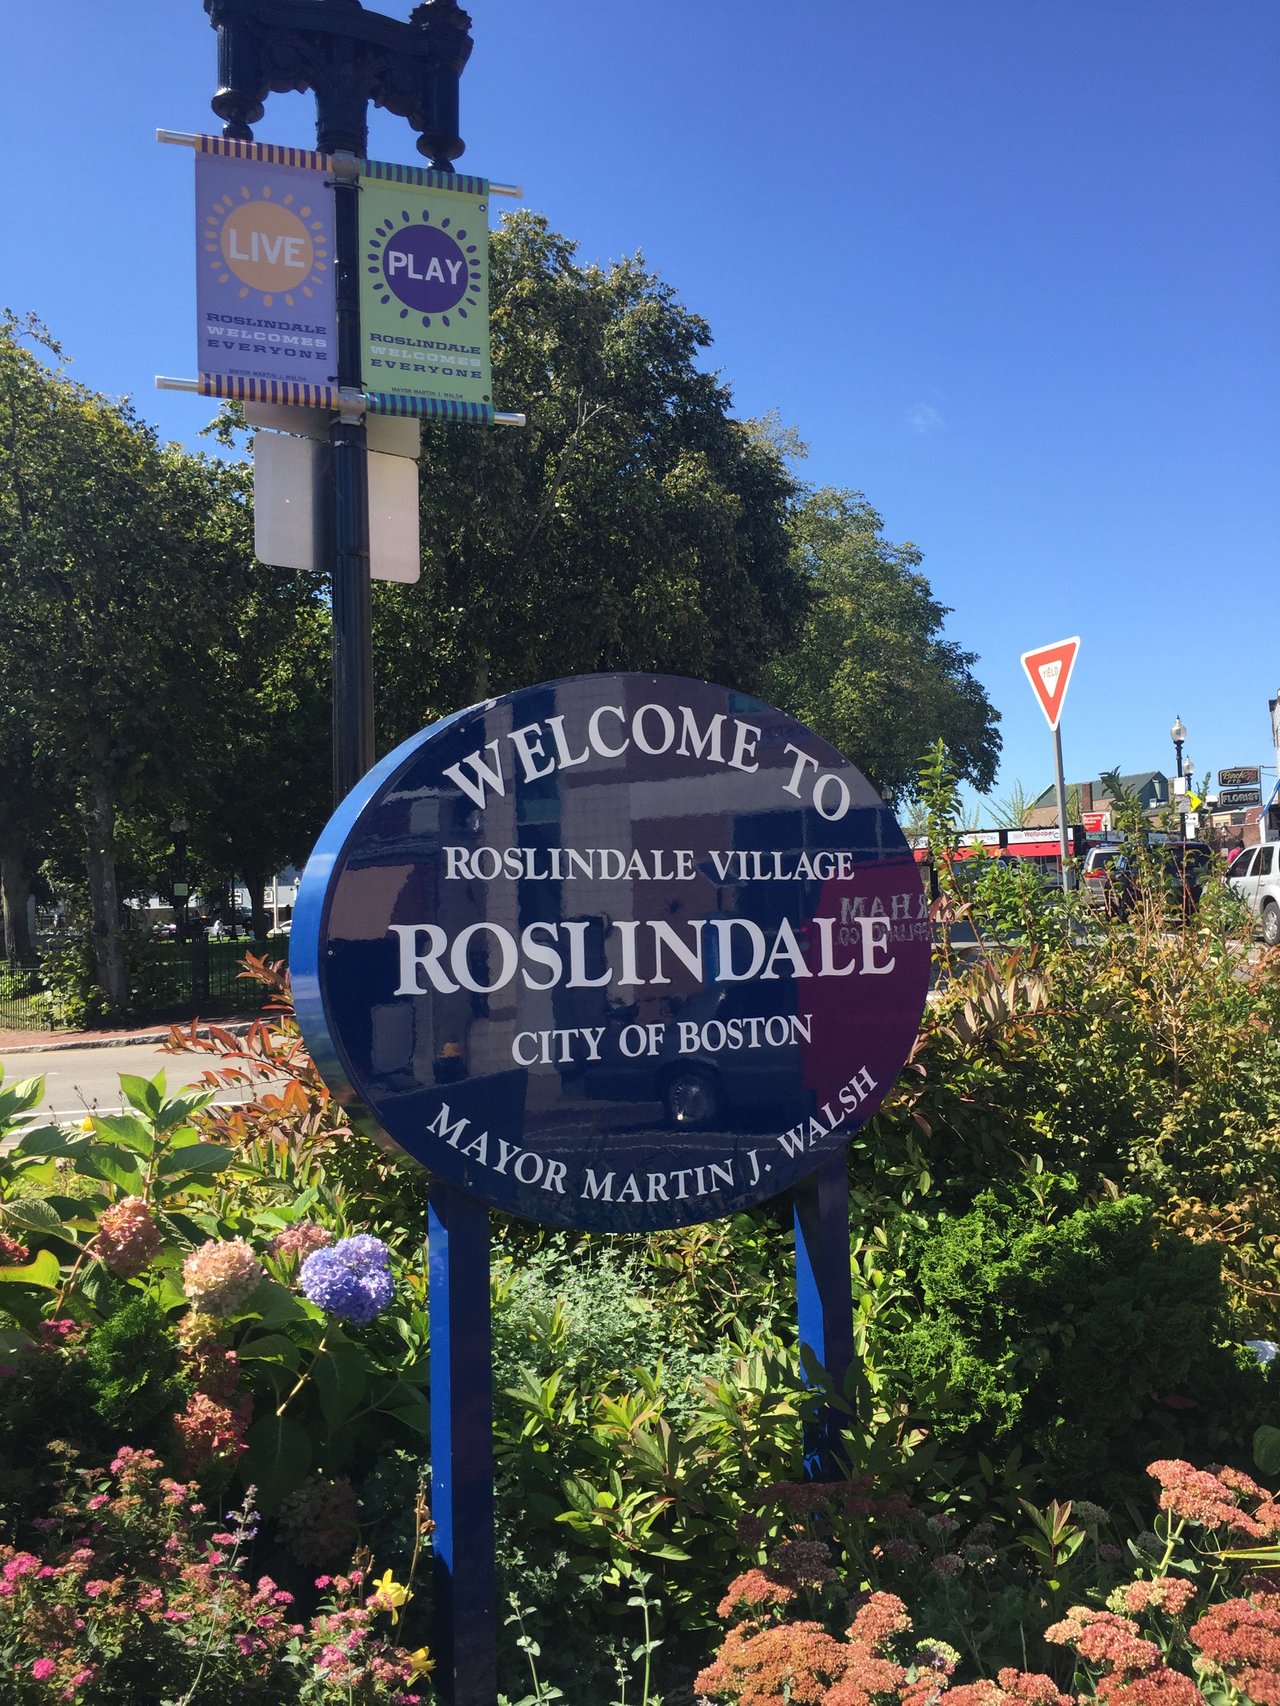 LIVE
ROSLINDALE
WELCOMES
EVERYONE
MAYOR MARTIN J. WALSH
PLAY
ROSLINDALE
WELCOMES
EVERYONE
MAYOR MARTIN J. WALSH
YIELD
FLORIST
WELCOME TO
ROSLINDALE VILLAGE
ROSLINDALE
CITY OF BOSTON
MAYOR MARTIN J. WALSH